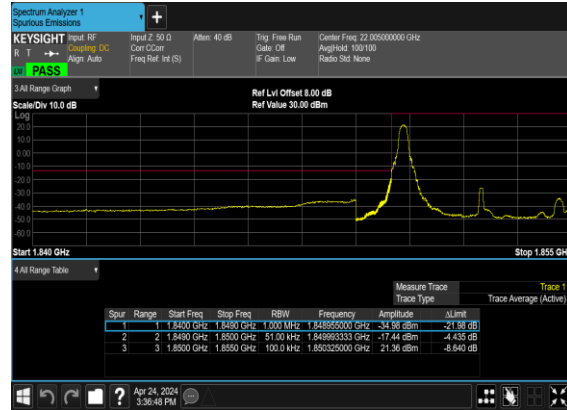 Spectrum Analyzer 1
Spurious Emissions
+
KEYSIGHT Input: RF Input Z: 50 Ω Atten: 40 dB Trig: Free Run Center Freq: 22.005000000 GHz
R T Coupling: DC Corr CCorr Gate: Off Avg|Hold: 100/100
Align: Auto Freq Ref: Int (S) IF Gain: Low Radio Std: None
PASS
3 All Range Graph
Ref Lvl Offset 8.00 dB
Scale/Div 10.0 dB Ref Value 30.00 dBm
Log
20.0
10.0
0.00
-10.0
-20.0
-30.0
-40.0
-50.0
-60.0
Start 1.840 GHz Stop 1.855 GH
4 All Range Table
Measure Trace Trace 1
Trace Type Trace Average (Active)
Spur Range Start Freq Stop Freq RBW Frequency Amplitude ΔLimit
1 1 1.8400 GHz 1.8490 GHz 1.000 MHz 1.848955000 GHz -34.98 dBm -21.98 dB
2 2 1.8490 GHz 1.8500 GHz 51.00 kHz 1.849993333 GHz -17.44 dBm -4.435 dB
3 3 1.8500 GHz 1.8550 GHz 100.0 kHz 1.850325000 GHz 21.36 dBm -8.640 dB
? Apr 24, 2024
3:36:48 PM